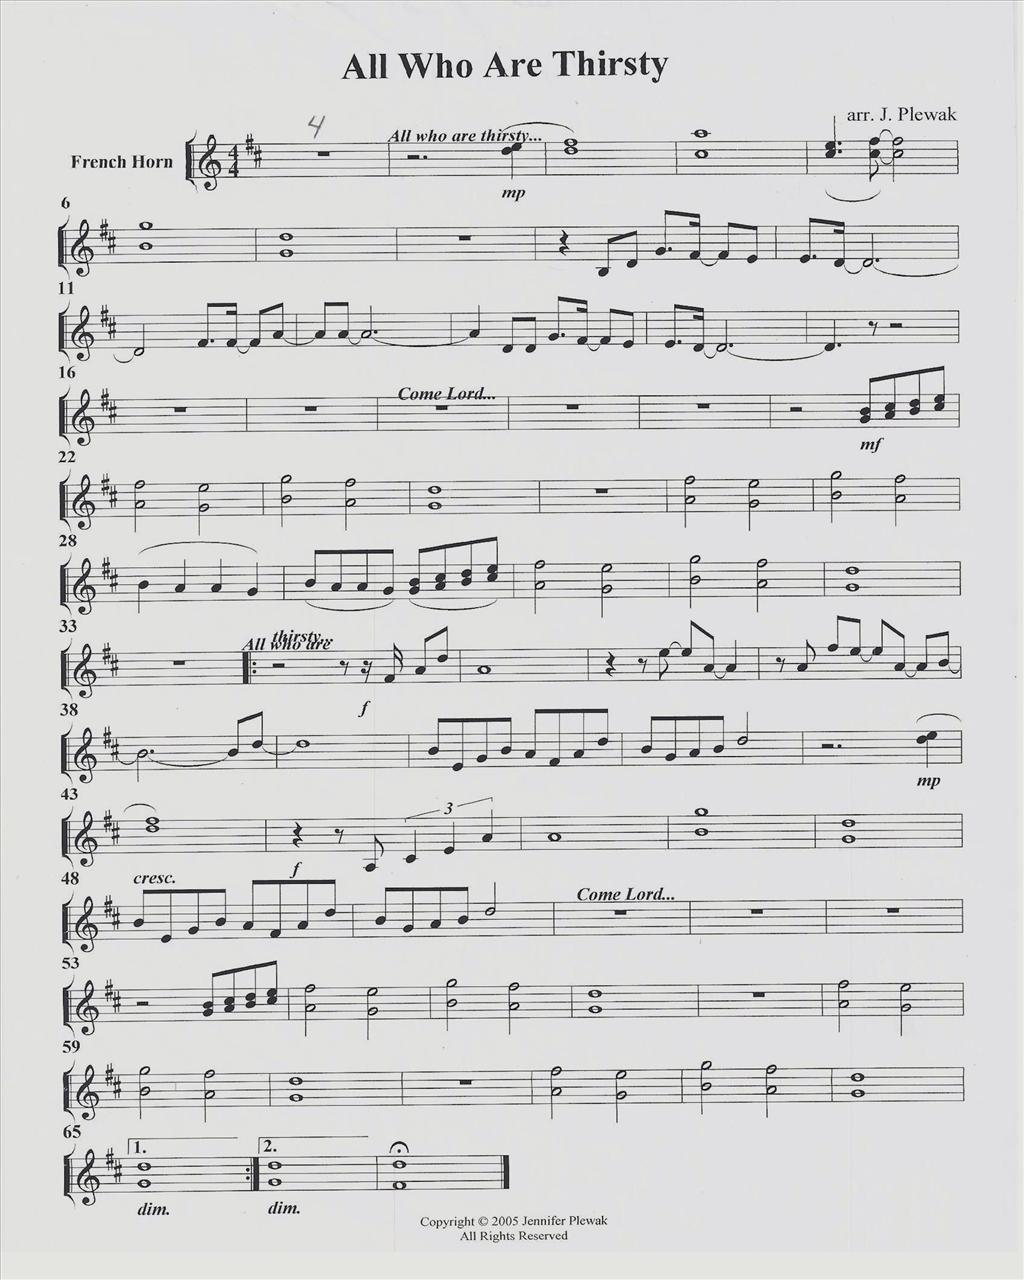 All Who Are Thirsty
arr. J. Plewak
4
All who are thirsty...
French Horn
4
4
mp
6
11
16
Come Lord...
mf
22
28
33
thirsty...
All who are
f
38
mp
43
3
f
48
cresc.
Come Lord...
53
59
65
1.
2.
dim.
dim.
Copyright © 2005 Jennifer Plewak
All Rights Reserved